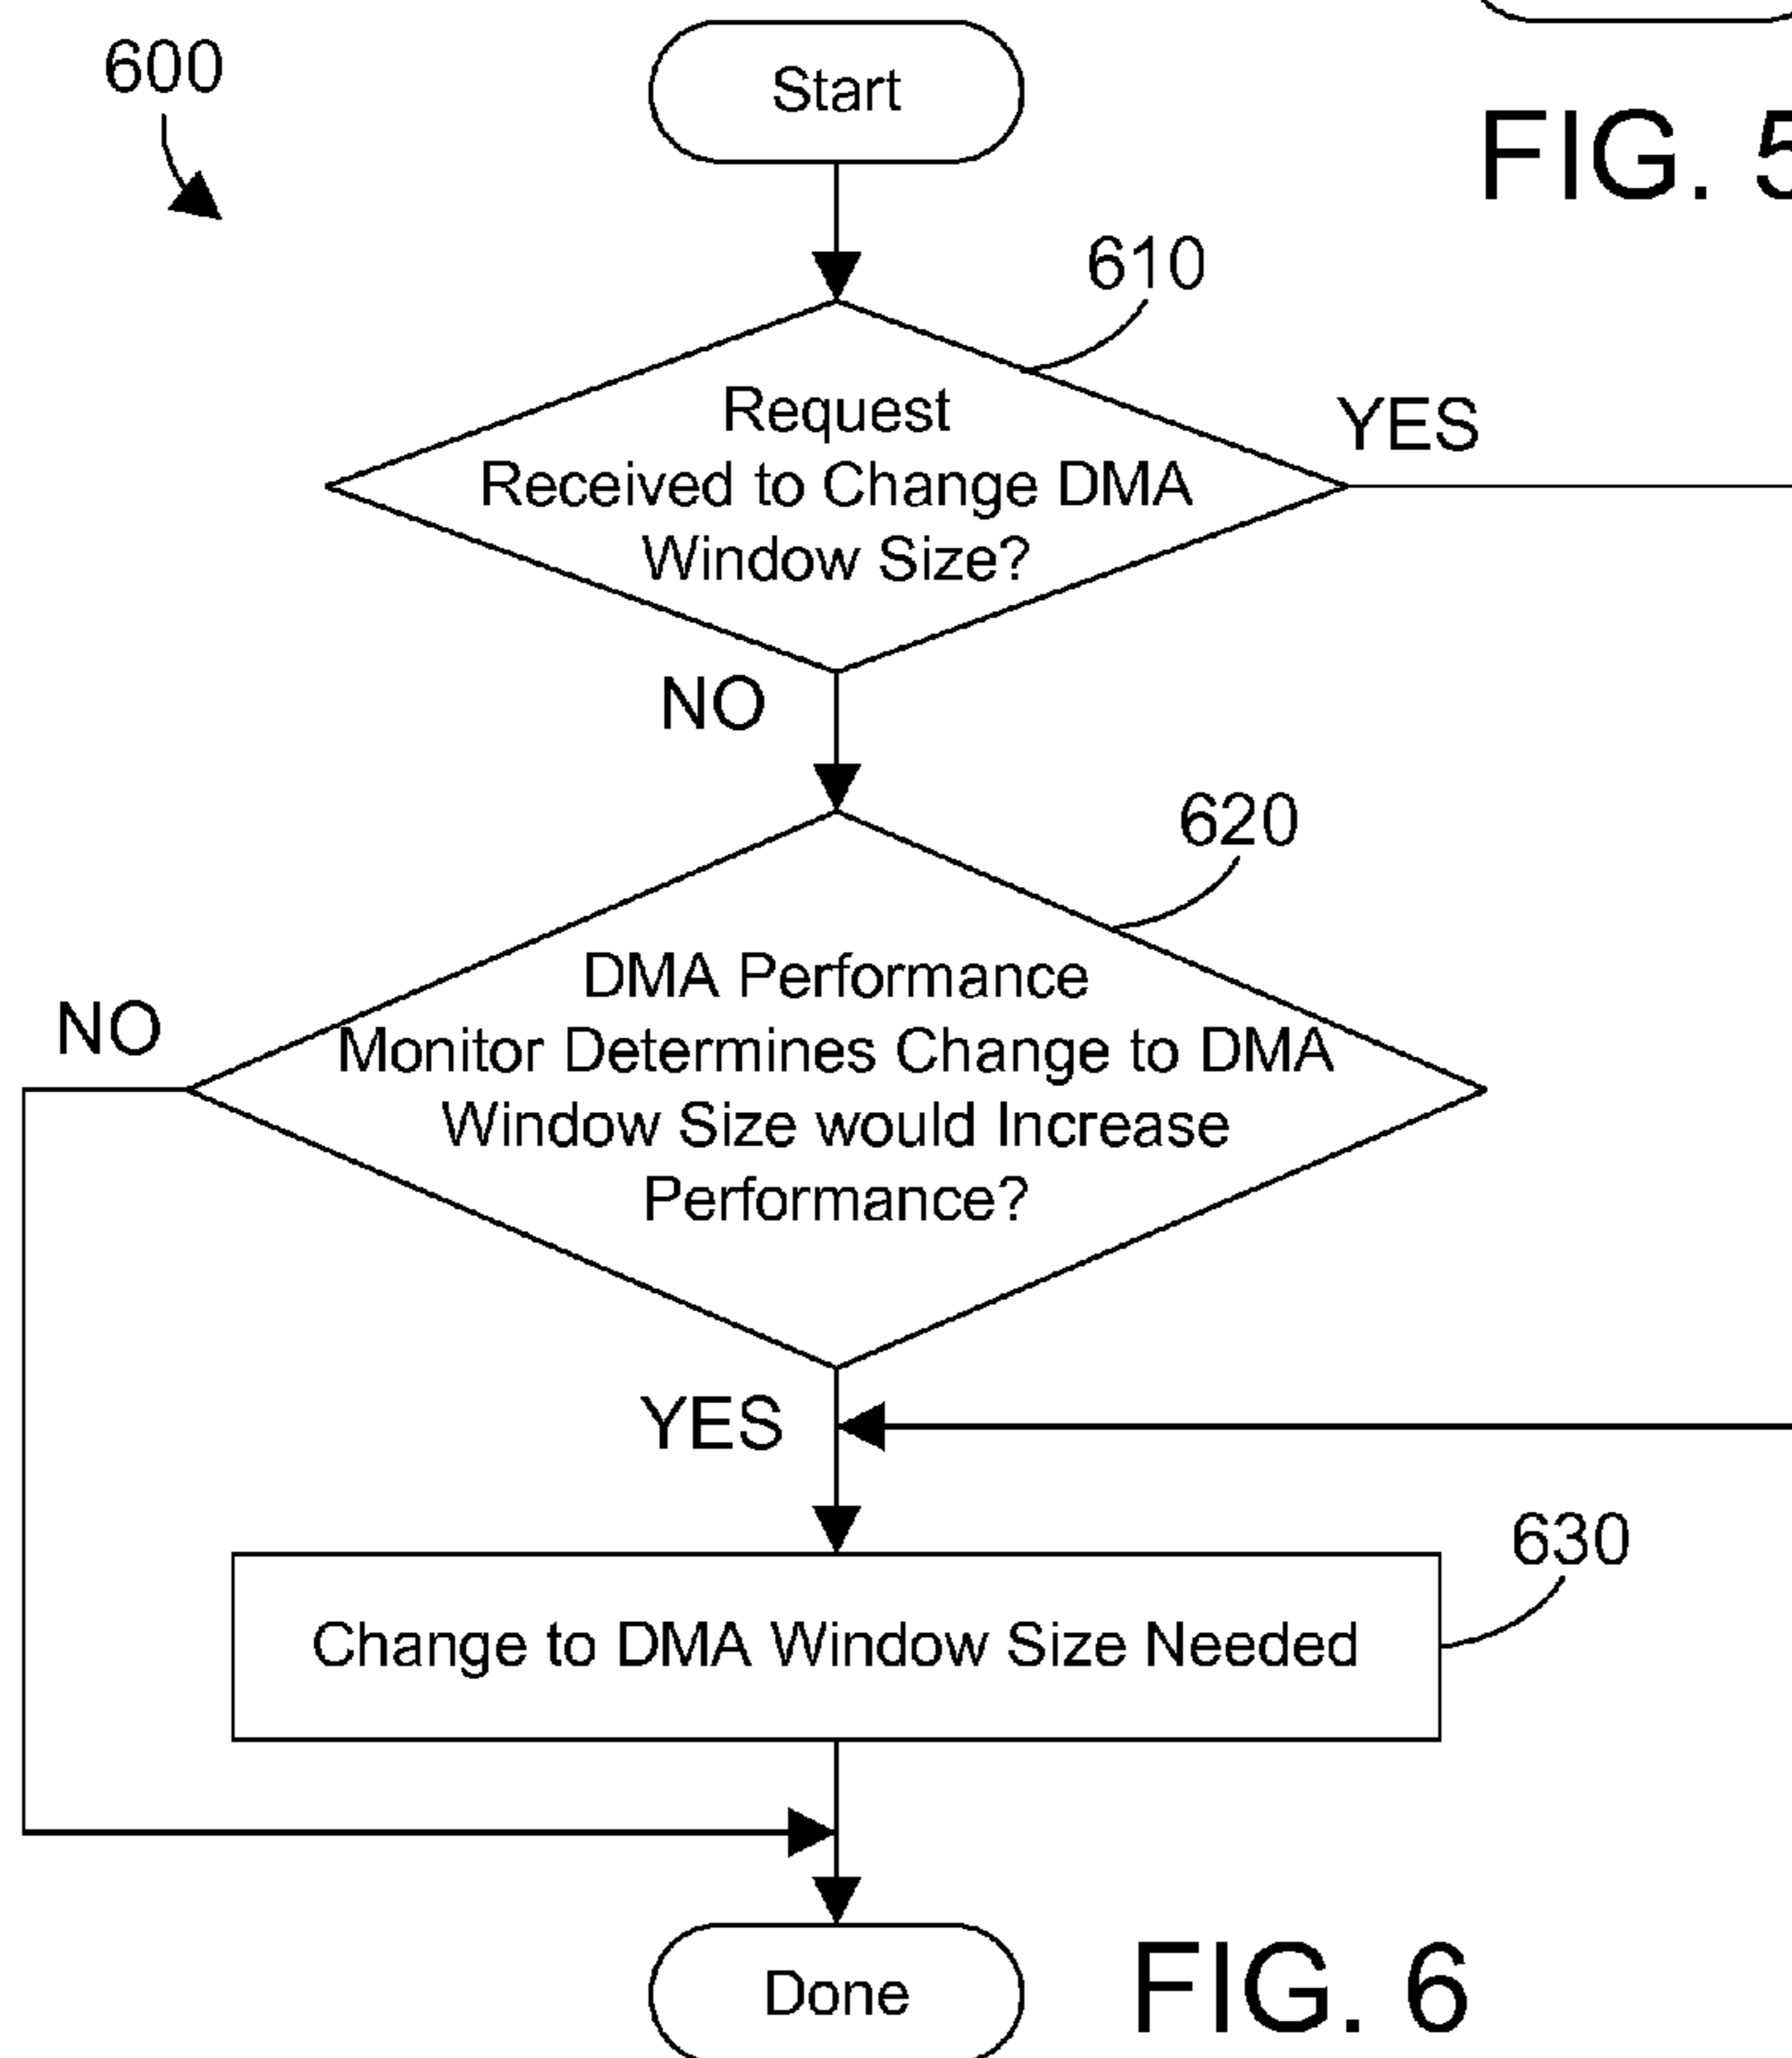 600
Start
FIG. 5
610
Request
Received to Change DMA
Window Size?
YES
NO
620
DMA Performance
Monitor Determines Change to DMA
Window Size would Increase
Performance?
NO
YES
630
Change to DMA Window Size Needed
Done
FIG. 6